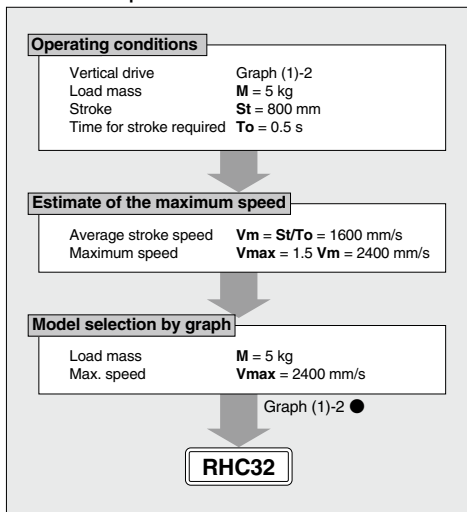 Operating conditions
Vertical drive Graph (1)-2
Load mass M = 5 kg
Stroke St = 800 mm
Time for stroke required To = 0.5 s
Estimate of the maximum speed
Average stroke speed Vm = St/To = 1600 mm/s
Maximum speed Vmax = 1.5 Vm = 2400 mm/s
Model selection by graph
Load mass M = 5 kg
Max. speed Vmax = 2400 mm/s
Graph (1)-2 ●
RHC32